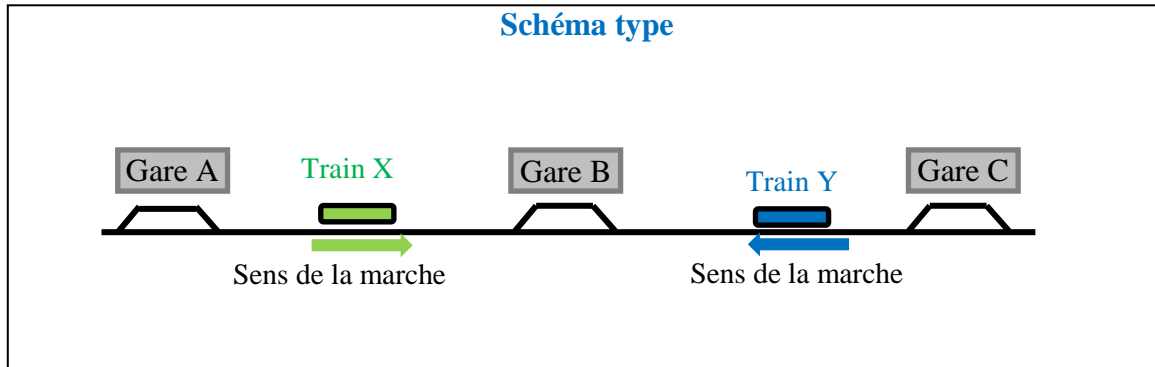 Schéma type
Gare A
Train X
Gare B
Train Y
Gare C
Sens de la marche
Sens de la marche